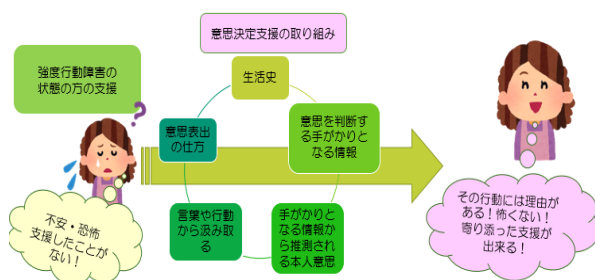 意思決定支援の取り組み
強度行動障害の
状態の方の支援
?
生活史
意思表出
の仕方
意思を判断す
る手がかりと
なる情報
言葉や行動
から汲み取
る
手がかりと
なる情報か
ら推測され
る本人意思
不安・恐怖
支援したことが
ない！
その行動には理由が
ある！怖くない！
寄り添った支援が
出来る！